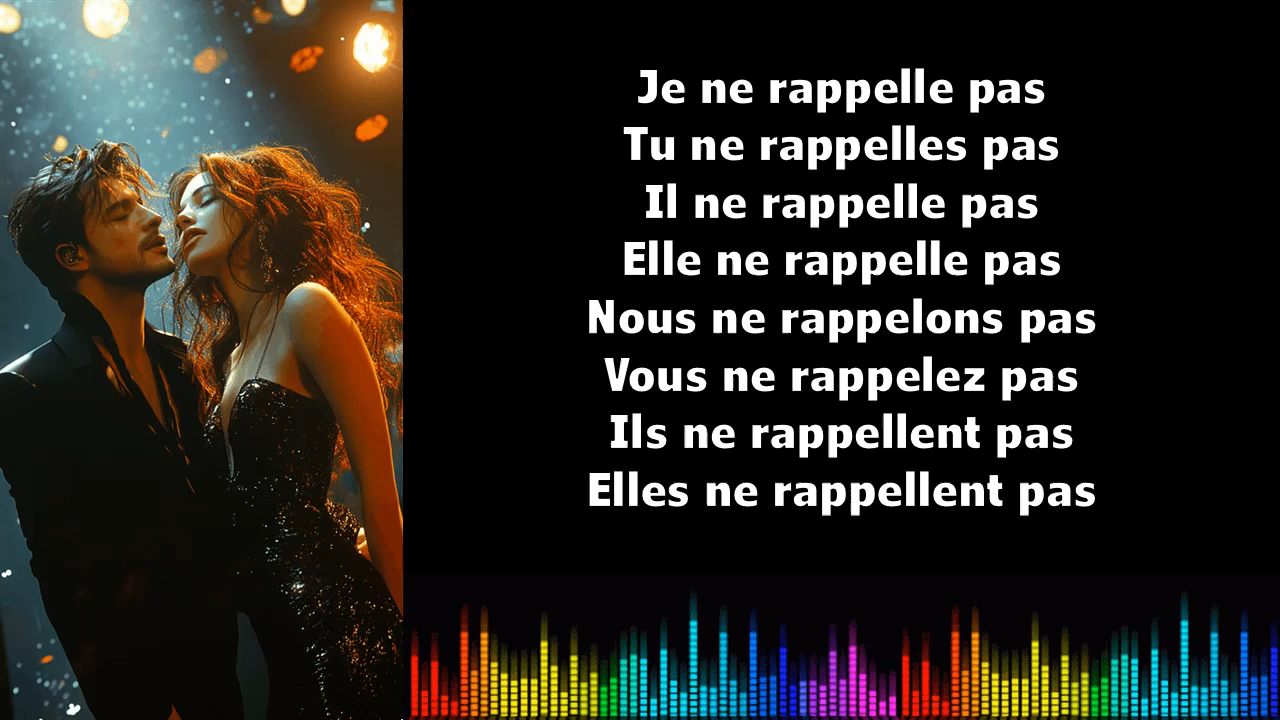 Je ne rappelle pas
Tu ne rappelles pas
Il ne rappelle pas
Elle ne rappelle pas
Nous ne rappelons pas
Vous ne rappelez pas
Ils ne rappellent pas
Elles ne rappellent pas